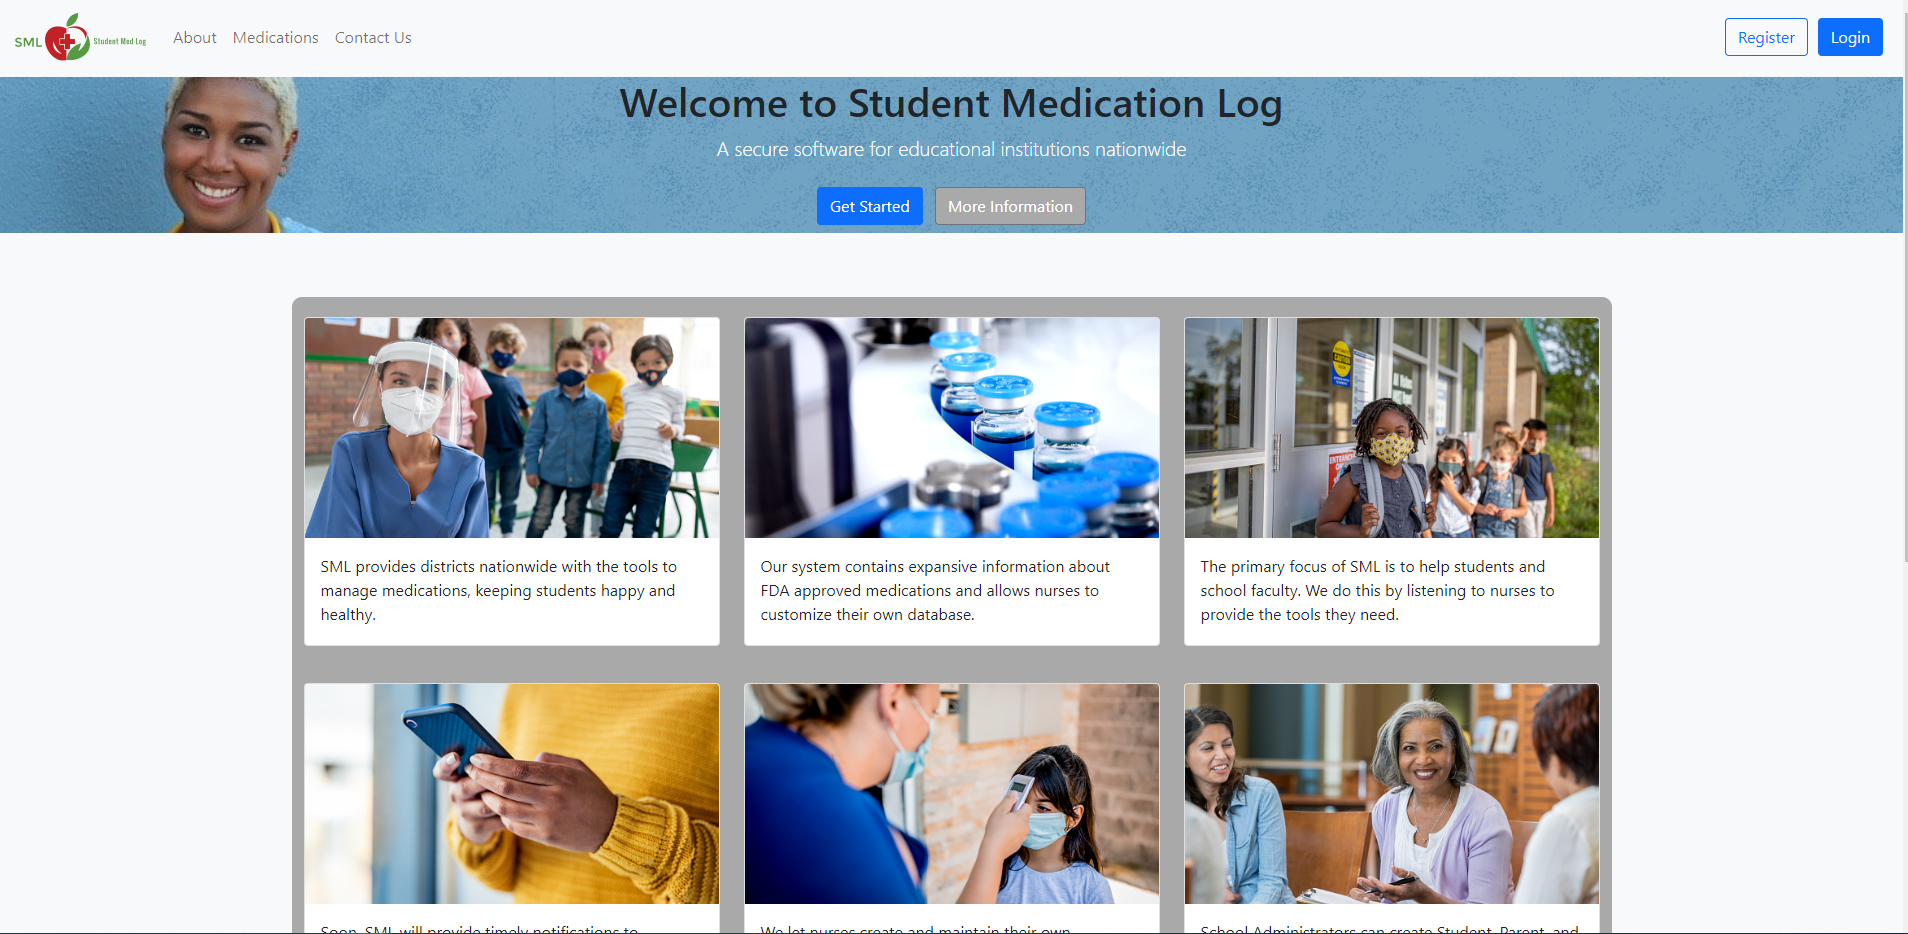 SML Student Med Log
About Medications Contact Us
Register Login
Welcome to Student Medication Log
A secure software for educational institutions nationwide
Get Started More Information
SML provides districts nationwide with the tools to
manage medications, keeping students happy and
healthy.
Our system contains expansive information about
FDA approved medications and allows nurses to
customize their own database.
CAUTION
The primary focus of SML is to help students and
school faculty. We do this by listening to nurses to
provide the tools they need.
Soon, SML will provide timely notifications to
We let nurses create and maintain their own
School Administrators can create Student, Parent, and